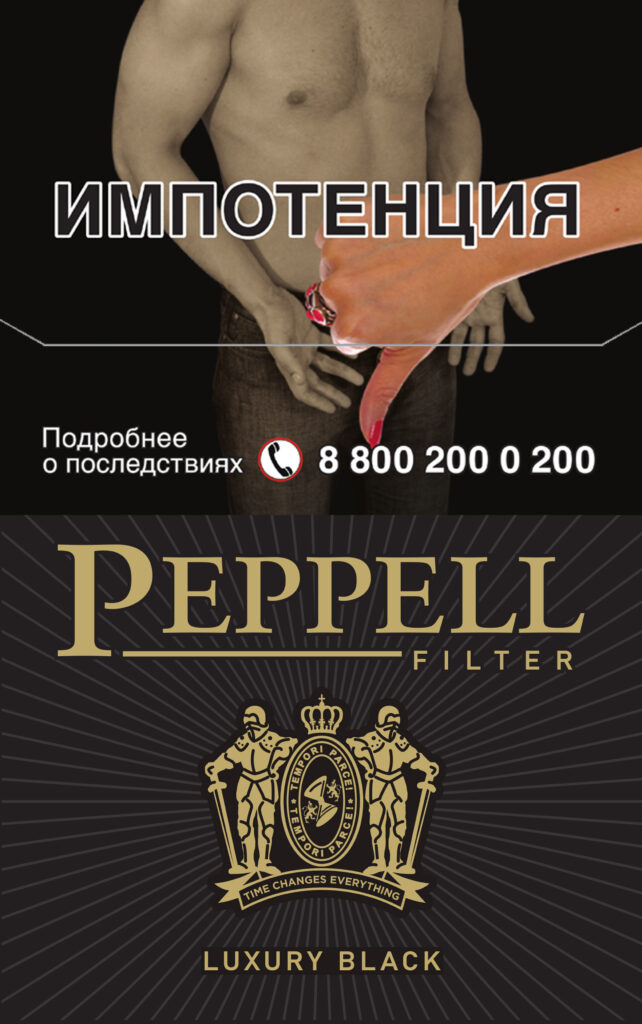 ИМПОТЕНЦИЯ
Подробнее
о последствиях
8 800 200 0 200
PEPPELL
FILTER
TEMPORI PARCE!
TEMPORI PARCE!
TIME CHANGES EVERYTHING
LUXURY BLACK